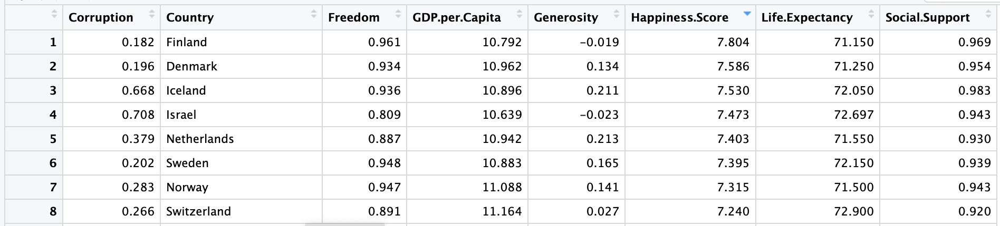 Corruption Country Freedom GDP.per.Capita Generosity Happiness.Score Life.Expectancy Social.Support
1 0.182 Finland 0.961 10.792 −0.019 7.804 71.150 0.969
2 0.196 Denmark 0.934 10.962 0.134 7.586 71.250 0.954
3 0.668 Iceland 0.936 10.896 0.211 7.530 72.050 0.983
4 0.708 Israel 0.809 10.639 −0.023 7.473 72.697 0.943
5 0.379 Netherlands 0.887 10.942 0.213 7.403 71.550 0.930
6 0.202 Sweden 0.948 10.883 0.165 7.395 72.150 0.939
7 0.283 Norway 0.947 11.088 0.141 7.315 71.500 0.943
8 0.266 Switzerland 0.891 11.164 0.027 7.240 72.900 0.920